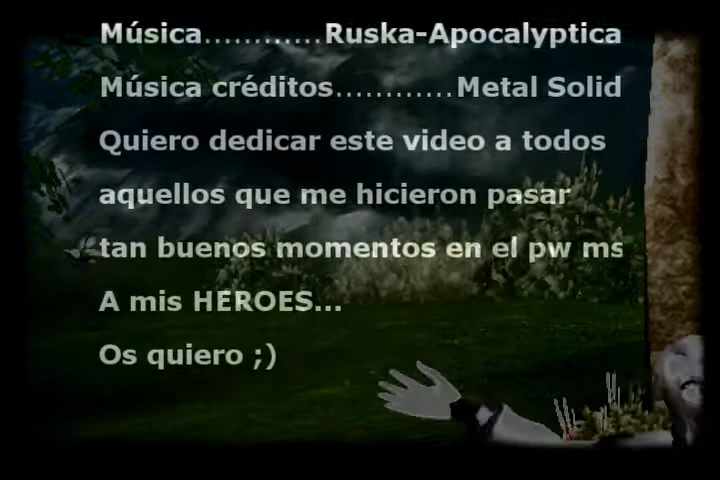 Música............Ruska-Apocalyptica
Música créditos............Metal Solid
Quiero dedicar este video a todos
aquellos que me hicieron pasar
tan buenos momentos en el pw ms
A mis HEROES...
Os quiero ;)